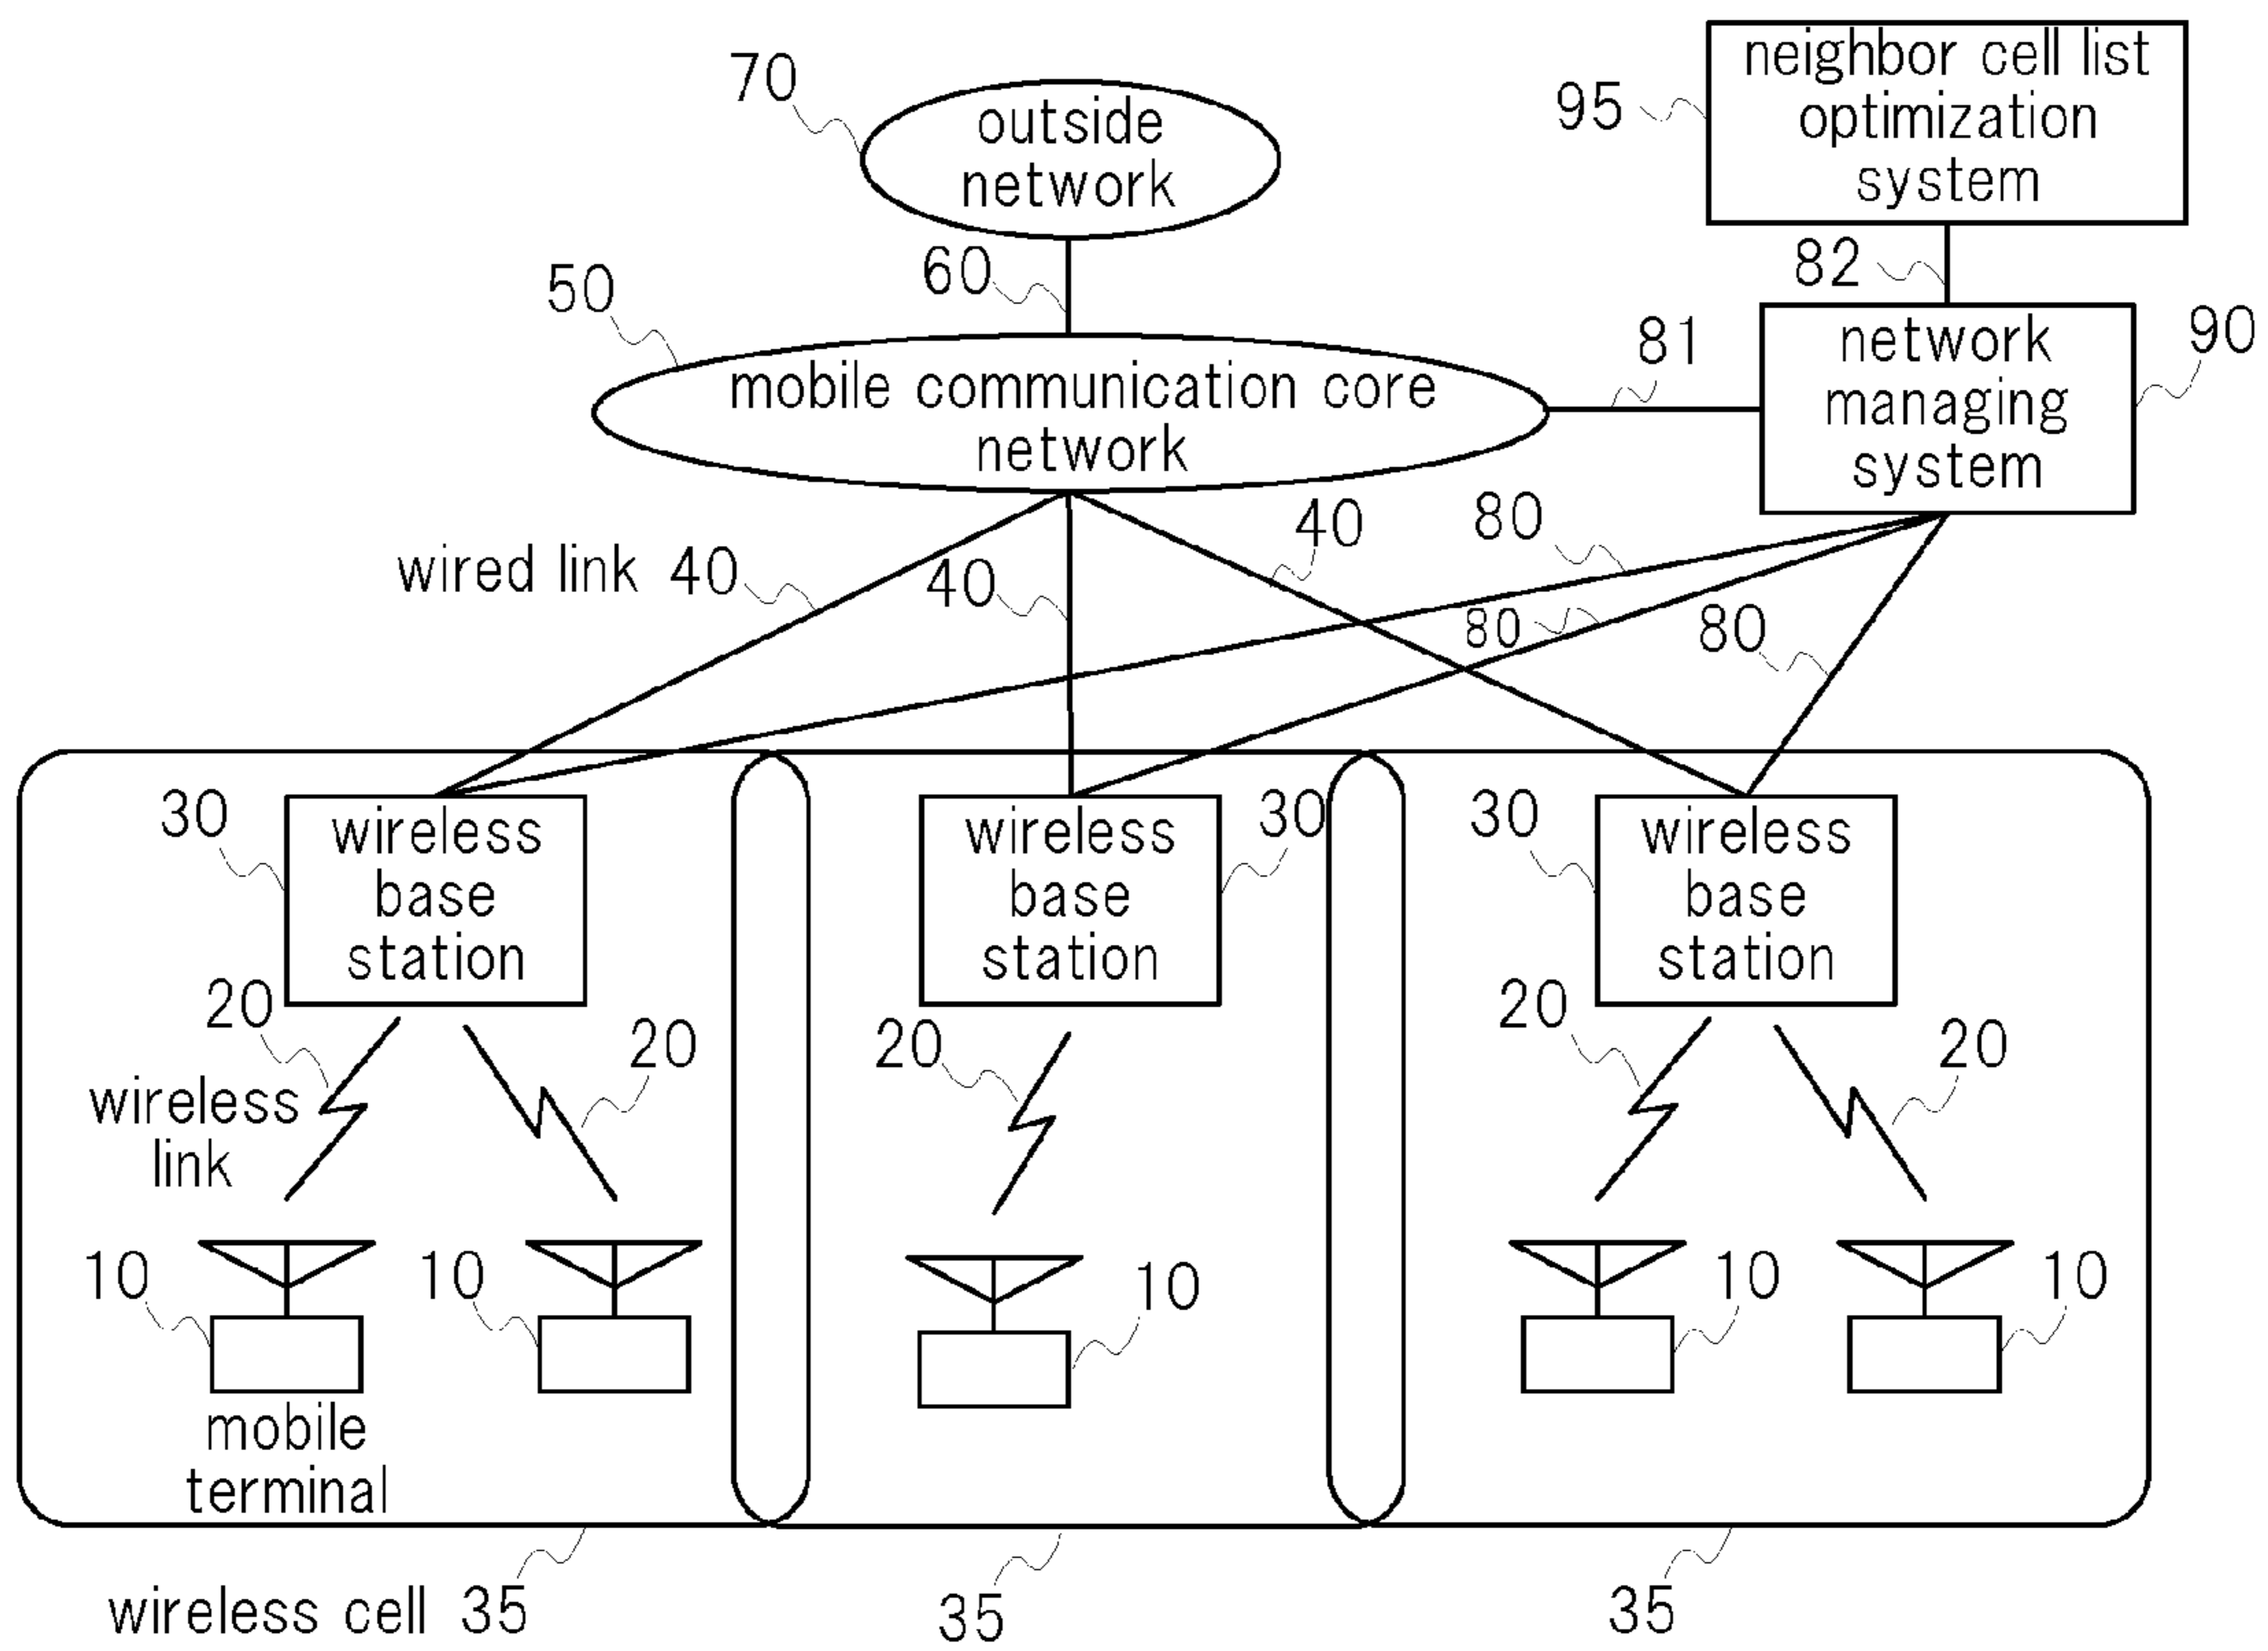 70
outside
network
95
neighbor cell list
optimization
system
60
82
50
mobile communication core
network
81
network
managing
system
90
wired link 40
40
40
80
80
80
30
wireless
base
station
wireless
base
station
30
30
wireless
base
station
20
wireless
link
20
20
20
20
10
10
10
10
10
mobile
terminal
wireless cell 35
35
35